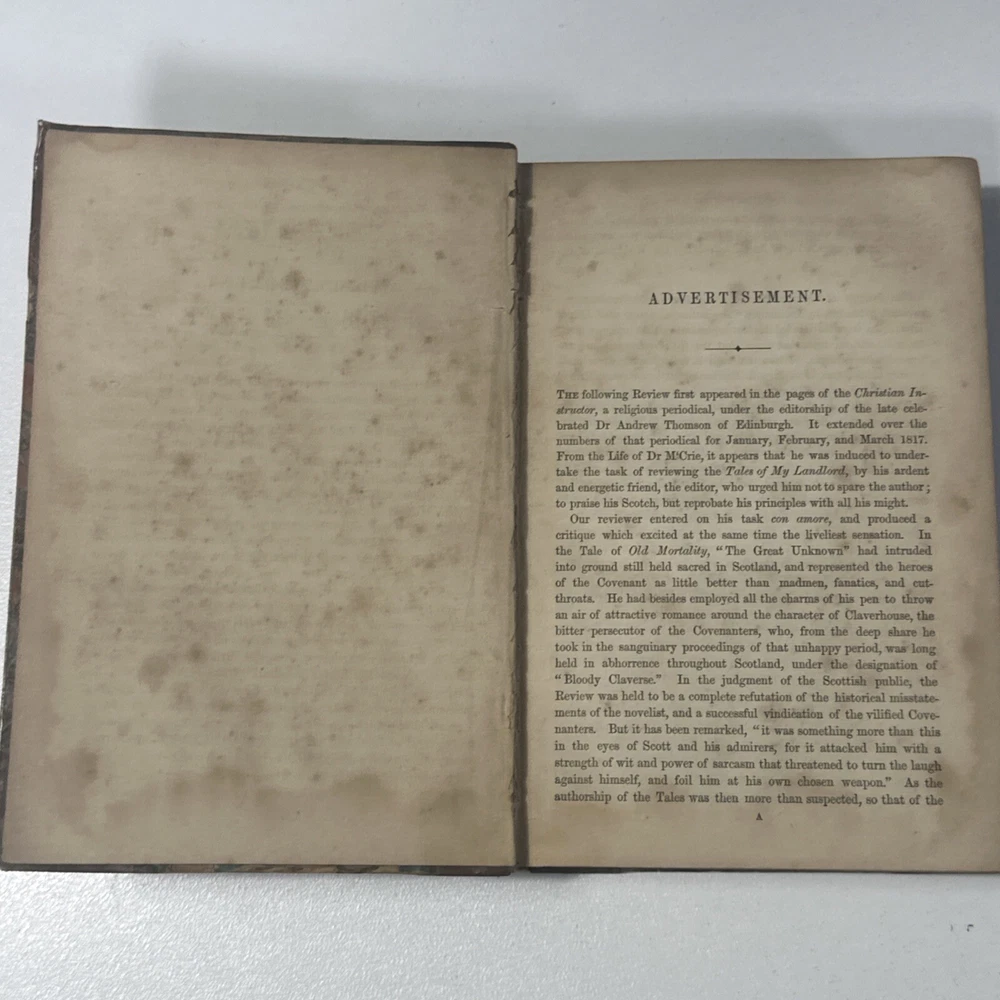 ADVERTISEMENT.
THE following Review first appeared in the pages of the Christian In-
structor, a religious periodical, under the editorship of the late cele-
brated Dr Andrew Thomson of Edinburgh. It extended over the
numbers of that periodical for January, February, and March 1817.
From the Life of Dr M'Crie, it appears that he was induced to under-
take the task of reviewing the Tales of My Landlord, by his ardent
and energetic friend, the editor, who urged him not to spare the author;
to praise his Scotch, but reprobate his principles with all his might.
Our reviewer entered on his task con amore, and produced a
critique which excited at the same time the liveliest sensation. In
the Tale of Old Mortality, "The Great Unknown" had intruded
into ground still held sacred in Scotland, and represented the heroes
of the Covenant as little better than madmen, fanatics, and cut-
throats. He had besides employed all the charms of his pen to throw
an air of attractive romance around the character of Claverhouse, the
bitter persecutor of the Covenanters, who, from the deep share he
took in the sanguinary proceedings of that unhappy period, was long
held in abhorrence throughout Scotland, under the designation of
"Bloody Claverse." In the judgment of the Scottish public, the
Review was held to be a complete refutation of the historical misstate-
ments of the novelist, and a successful vindication of the vilified Cove-
nanters. But it has been remarked, "it was something more than this
in the eyes of Scott and his admirers, for it attacked him with a
strength of wit and power of sarcasm that threatened to turn the laugh
against himself, and foil him at his own chosen weapon." As the
authorship of the Tales was then more than suspected, so that of the
A